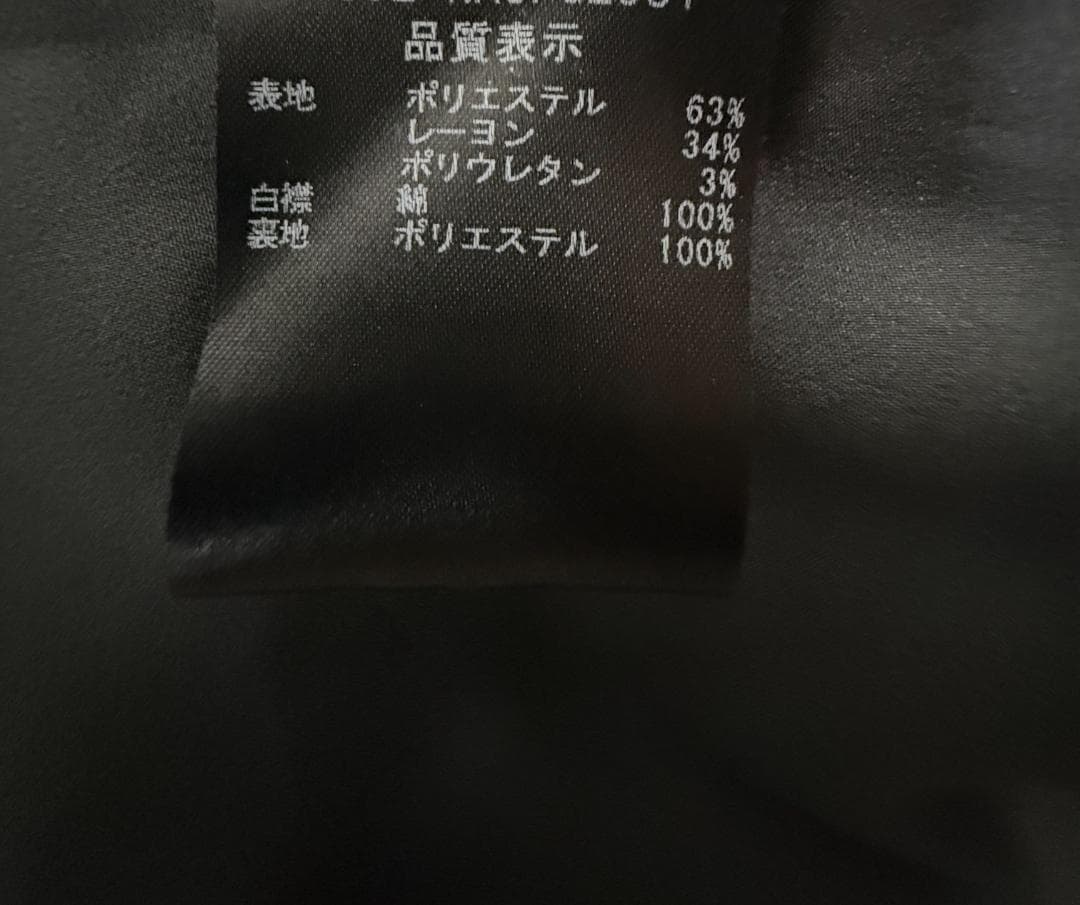 品質表示
表地 ポリエステル 63%
レーヨン 34%
ポリウレタン 3%
白襟 綿 100%
裏地 ポリエステル 100%